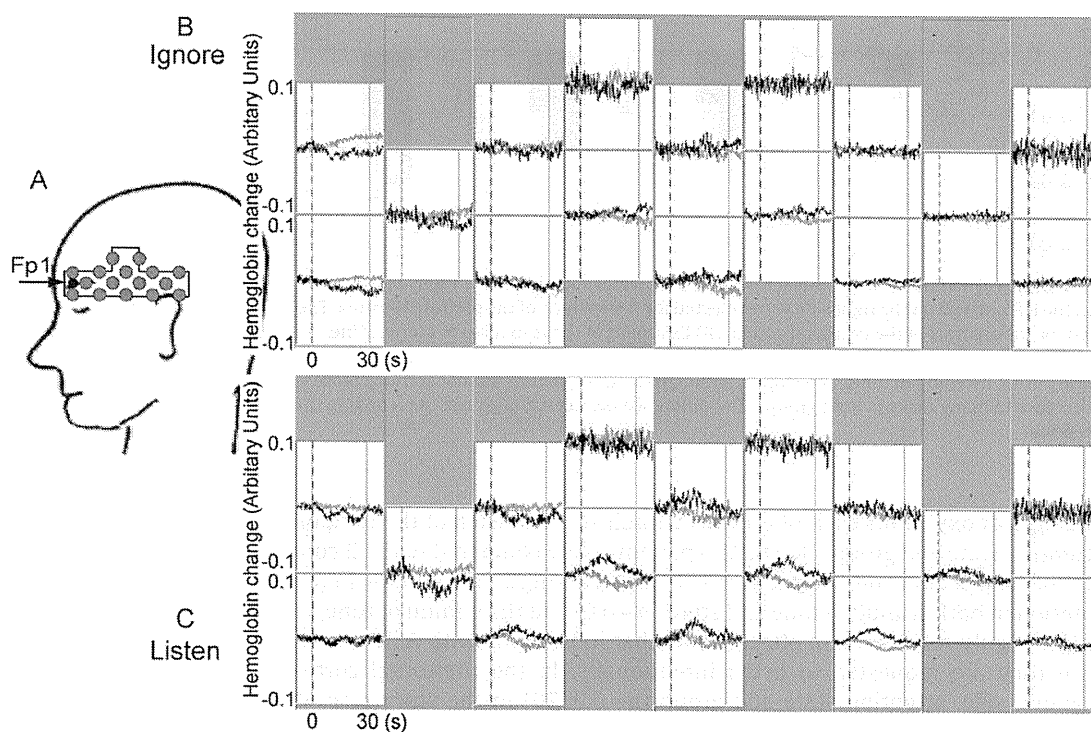 B
Ignore
Hemoglobin change (Arbitary Units)
0.1
-0.1
0.1
-0.1
0
30 (s)
A
Fp1
C
Listen
Hemoglobin change (Arbitary Units)
0.1
-0.1
0.1
-0.1
0
30 (s)